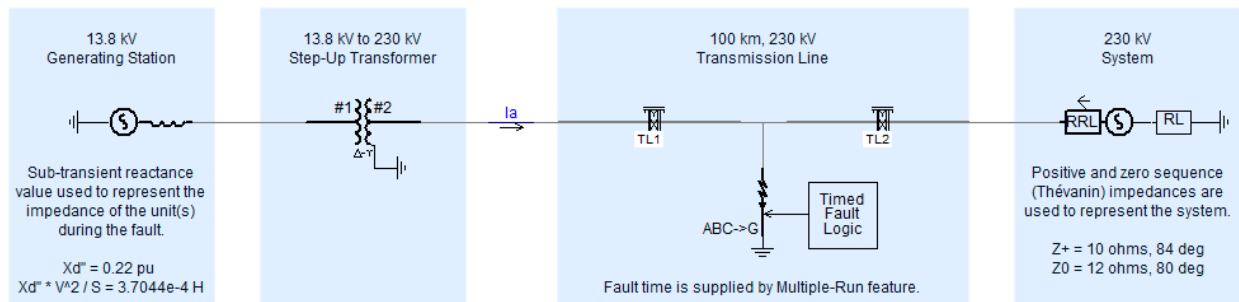 13.8 kV
Generating Station
Sub-transient reactance
value used to represent the
impedance of the unit(s)
during the fault.
Xd" = 0.22 pu
Xd" * V^2 / S = 3.7044e-4 H
13.8 kV to 230 kV
Step-Up Transformer
#1
#2
Δ-Y
Ia
100 km, 230 kV
Transmission Line
TL1
TL2
ABC->G
Timed
Fault
Logic
Fault time is supplied by Multiple-Run feature.
230 kV
System
RRL
RL
Positive and zero sequence
(Thévanin) impedances are
used to represent the system.
Z+ = 10 ohms, 84 deg
Z0 = 12 ohms, 80 deg